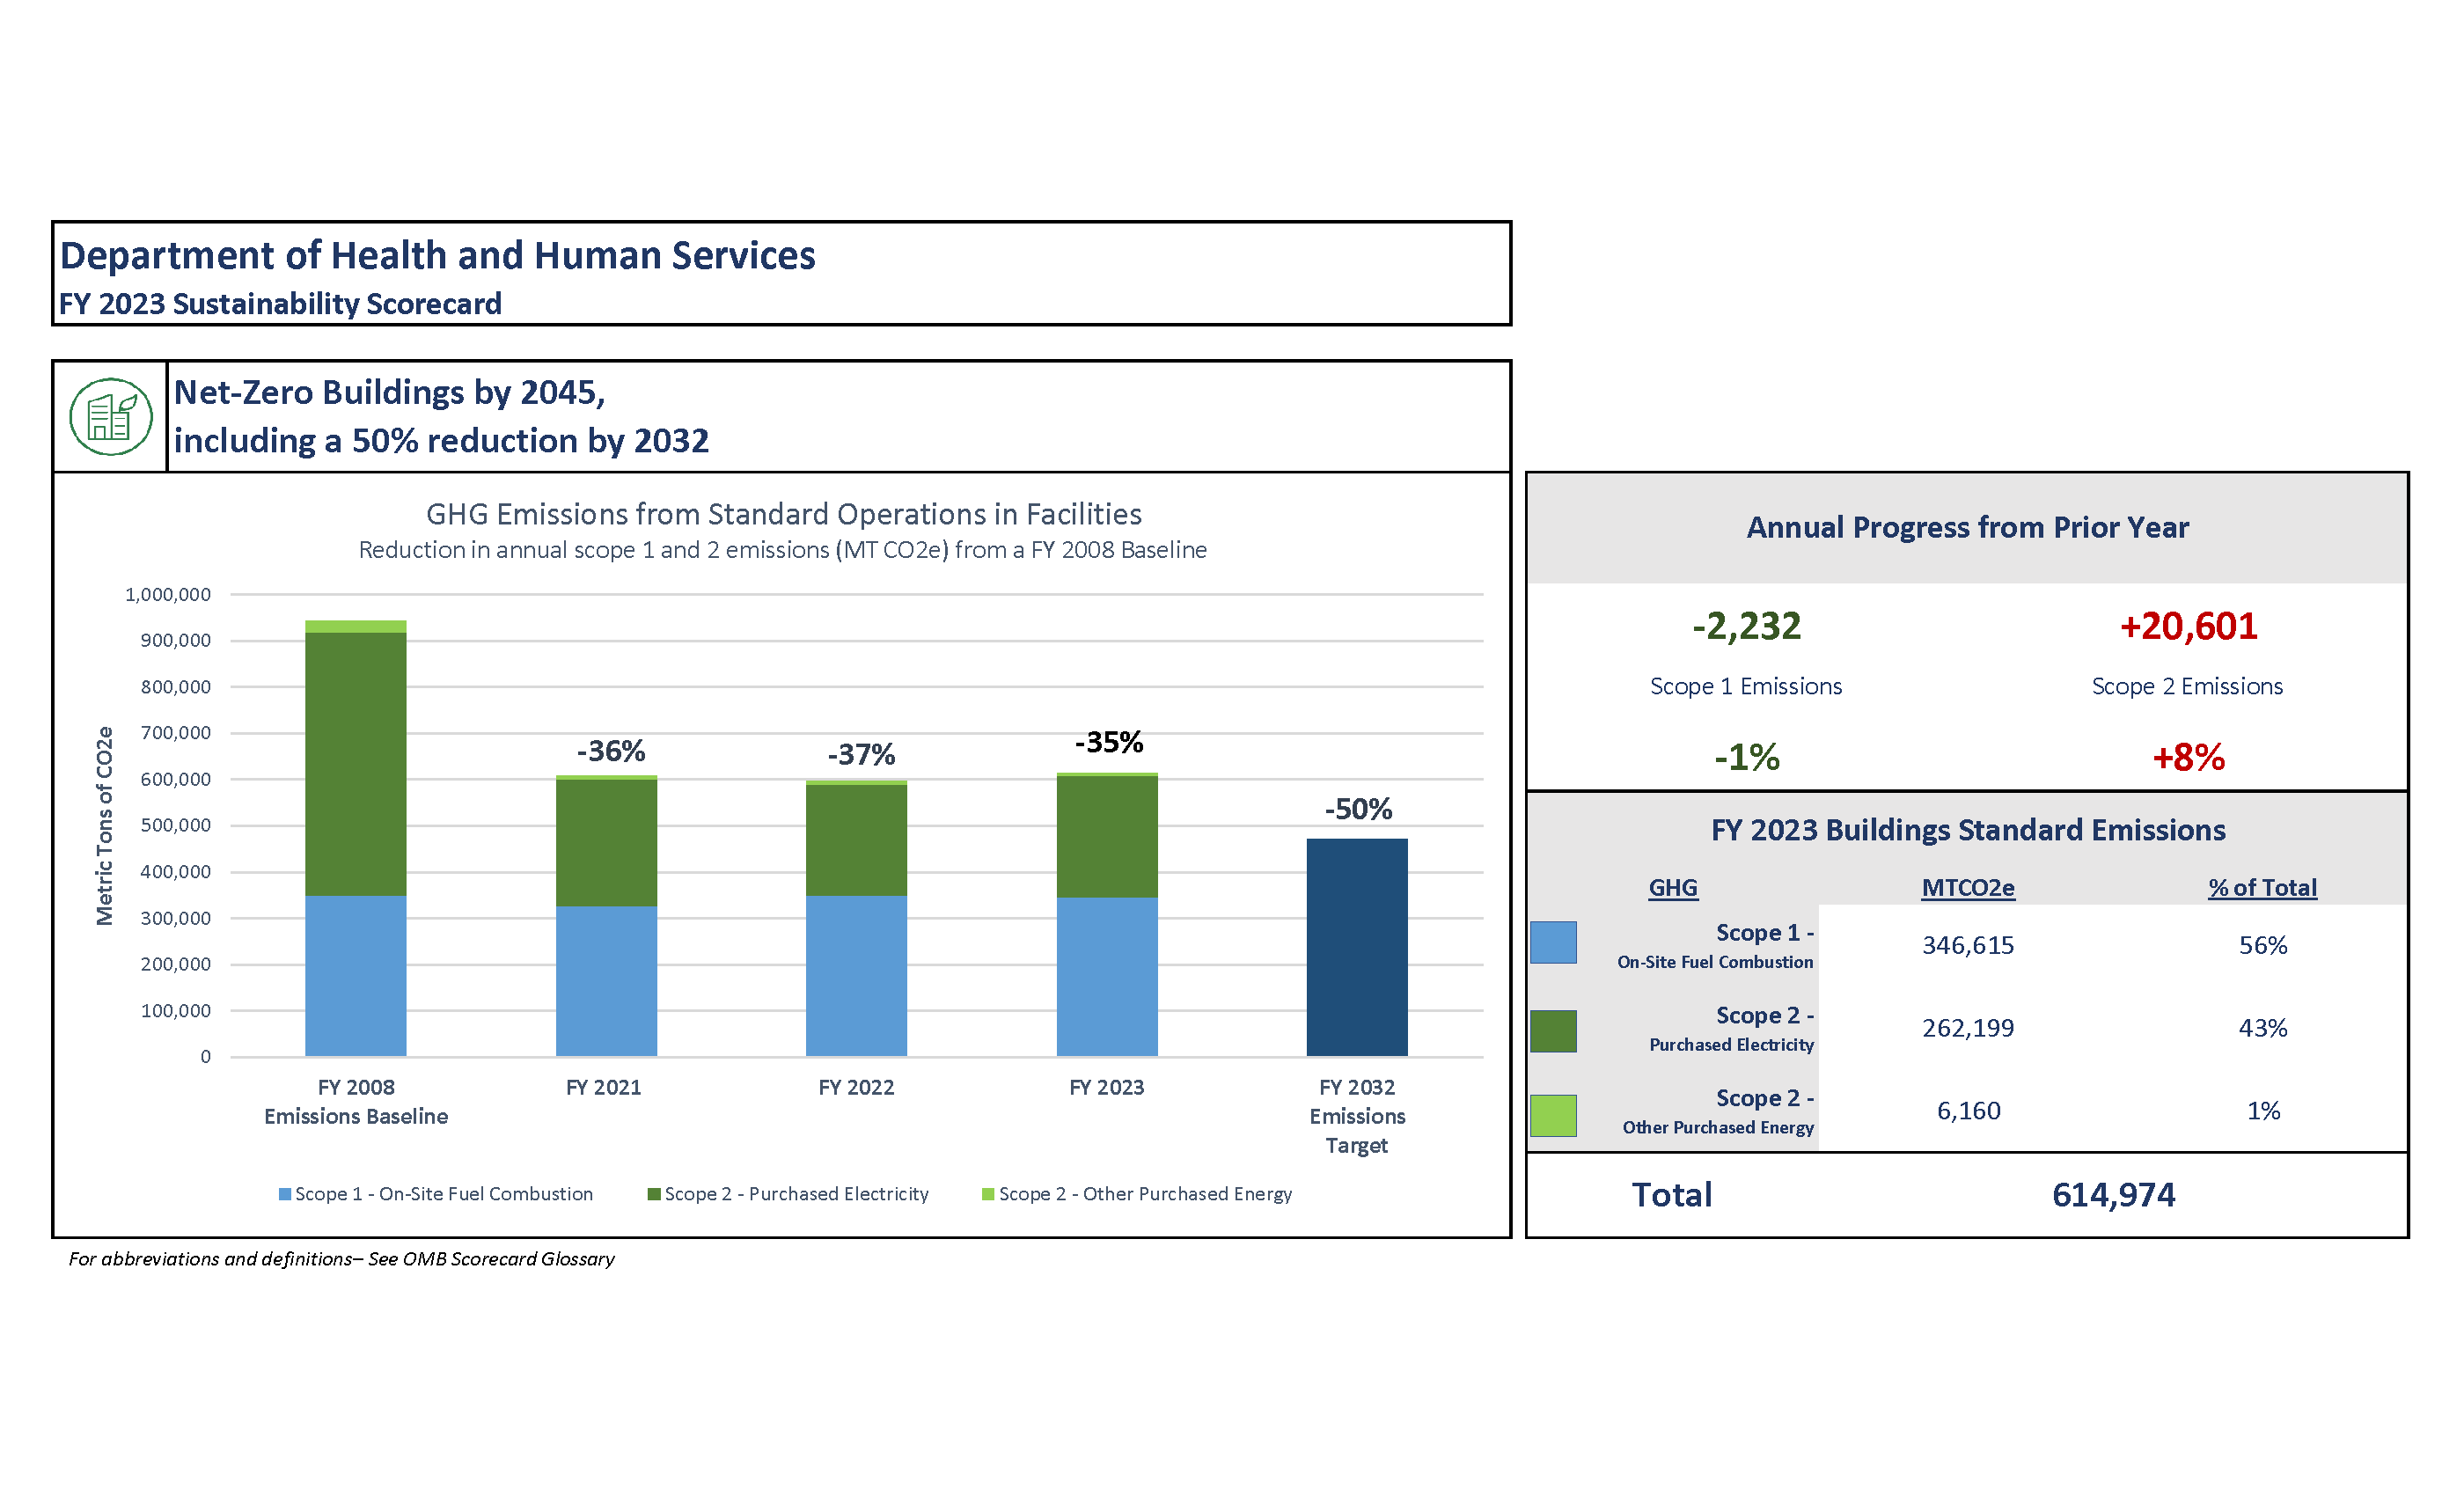 Department of Health and Human Services
FY 2023 Sustainability Scorecard
Net-Zero Buildings by 2045,
including a 50% reduction by 2032
GHG Emissions from Standard Operations in Facilities
Reduction in annual scope 1 and 2 emissions (MT CO2e) from a FY 2008 Baseline
Metric Tons of CO2e
1,000,000
900,000
800,000
700,000
600,000
500,000
400,000
300,000
200,000
100,000
0
-36%
-37%
-35%
-50%
FY 2008
Emissions Baseline
FY 2021
FY 2022
FY 2023
FY 2032
Emissions
Target
Scope 1 - On-Site Fuel Combustion
Scope 2 - Purchased Electricity
Scope 2 - Other Purchased Energy
For abbreviations and definitions– See OMB Scorecard Glossary
Annual Progress from Prior Year
-2,232 +20,601
Scope 1 Emissions Scope 2 Emissions
-1% +8%
FY 2023 Buildings Standard Emissions
GHG MTCO2e % of Total
Scope 1 -
On-Site Fuel Combustion
346,615 56%
Scope 2 -
Purchased Electricity
262,199 43%
Scope 2 -
Other Purchased Energy
6,160 1%
Total 614,974